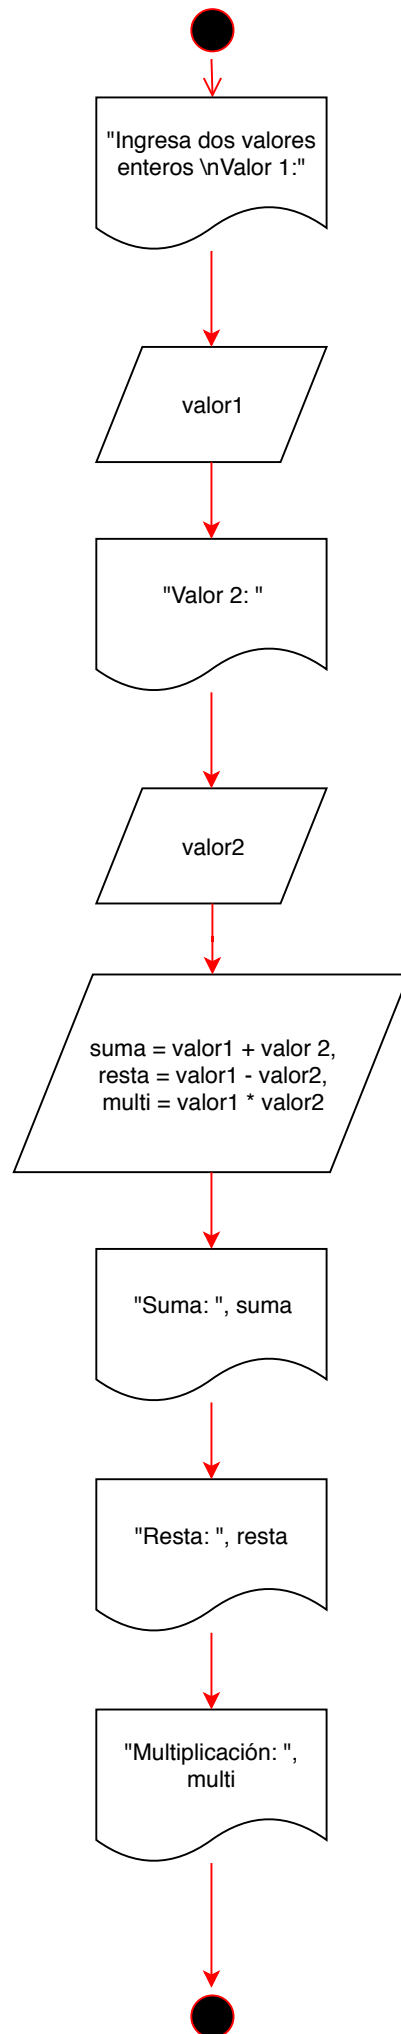 "Ingresa dos valores
enteros \nValor 1:"
valor1
"Valor 2: "
valor2
suma = valor1 + valor 2,
resta = valor1 - valor2,
multi = valor1 * valor2
"Suma: ", suma
"Resta: ", resta
"Multiplicación: ",
multi